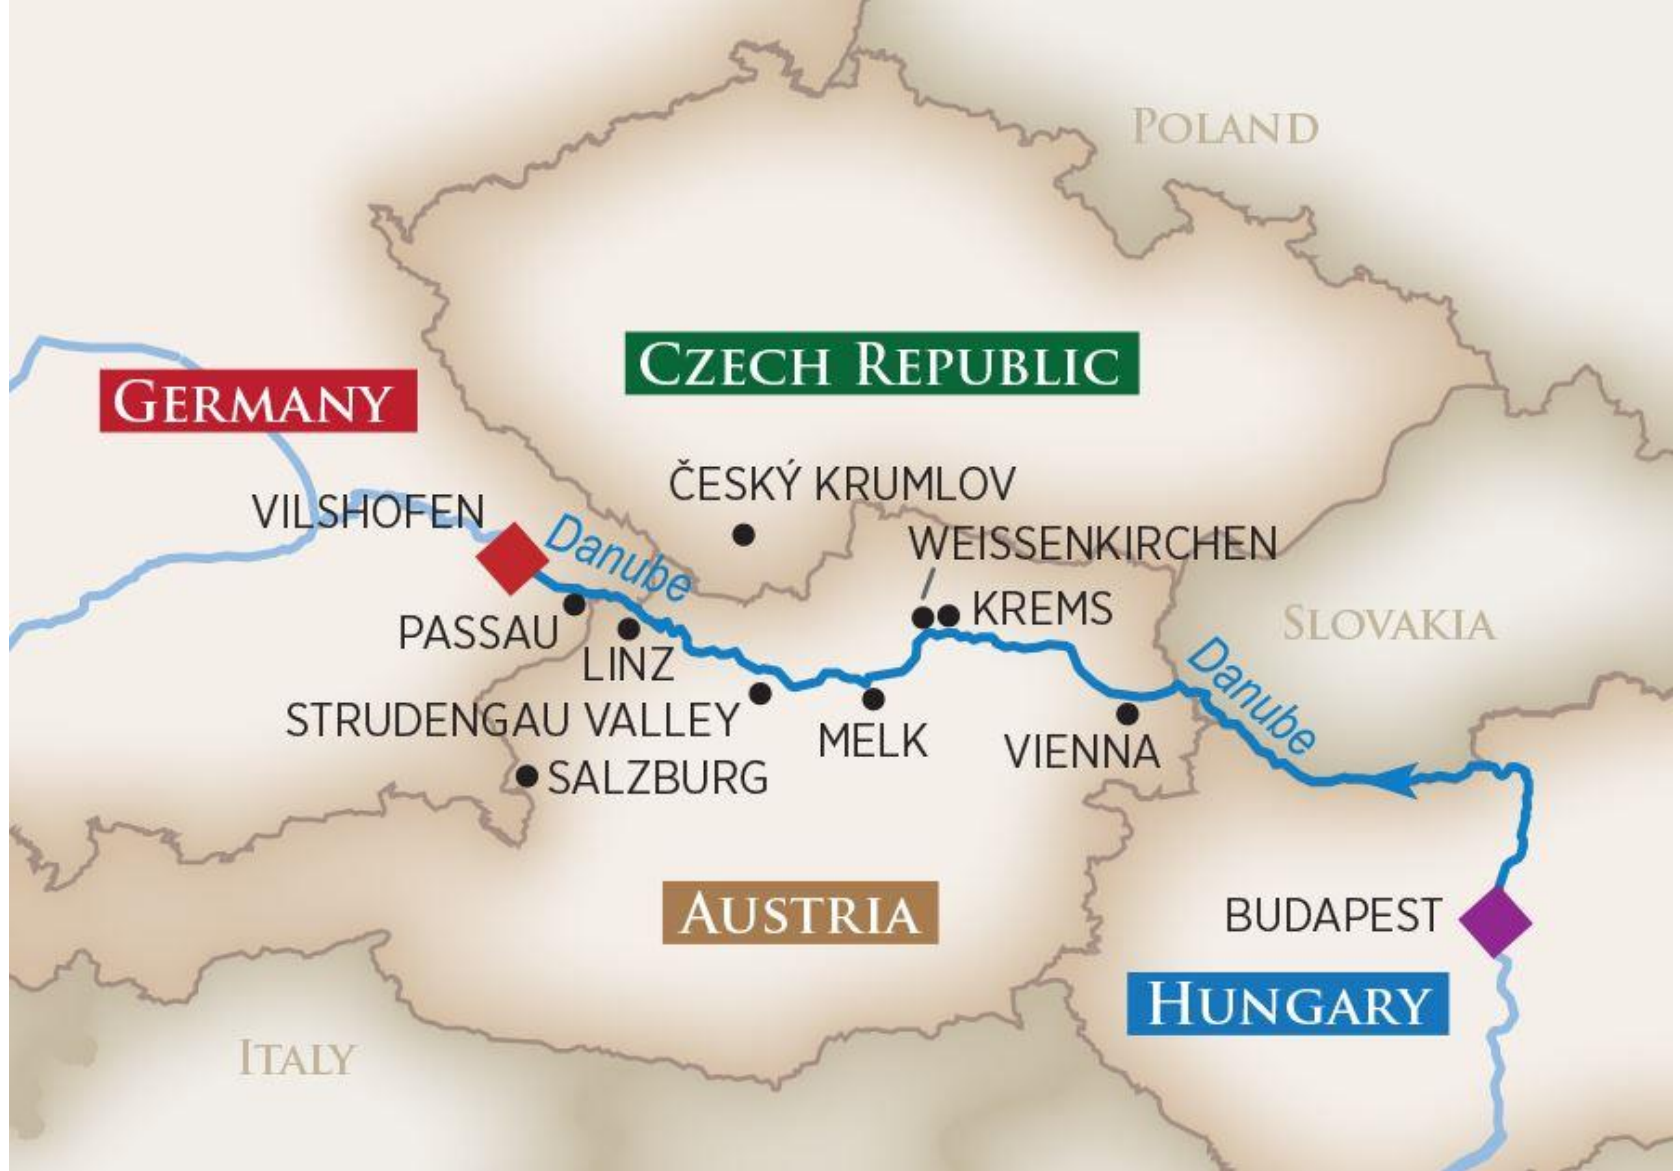 POLAND
CZECH REPUBLIC
GERMANY
ČESKÝ KRUMLOV
VILSHOFEN
Danube
WEISSENKIRCHEN
PASSAU
KREMS
SLOVAKIA
LINZ
Danube
STRUDENGAU VALLEY
MELK
VIENNA
SALZBURG
AUSTRIA
BUDAPEST
HUNGARY
ITALY